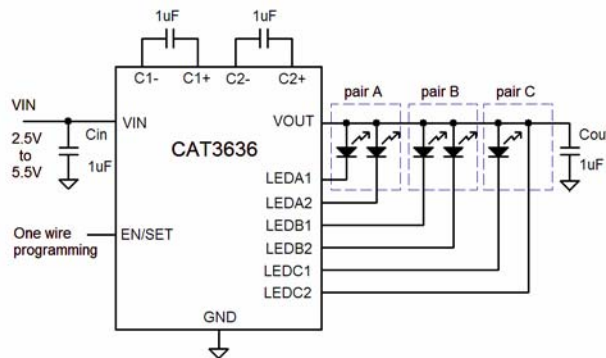 1uF
1uF
C1-
C1+
C2-
C2+
pair A
pair B
pair C
VIN
Cin
VIN
VOUT
Cou
2.5V
to
5.5V
1uF
CAT3636
1uF
LEDA1
LEDA2
One wire
programming
EN/SET
LEDB1
LEDB2
LEDC1
LEDC2
GND